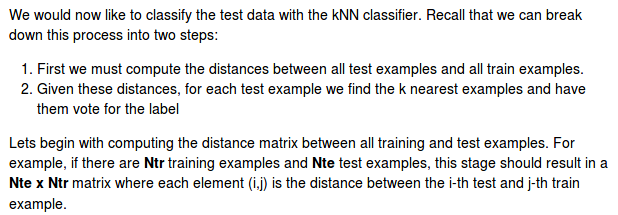 We would now like to classify the test data with the kNN classifier. Recall that we can break
down this process into two steps:
1. First we must compute the distances between all test examples and all train examples.
2. Given these distances, for each test example we find the k nearest examples and have
them vote for the label
Lets begin with computing the distance matrix between all training and test examples. For
example, if there are Ntr training examples and Nte test examples, this stage should result in a
Nte x Ntr matrix where each element (i,j) is the distance between the i-th test and j-th train
example.